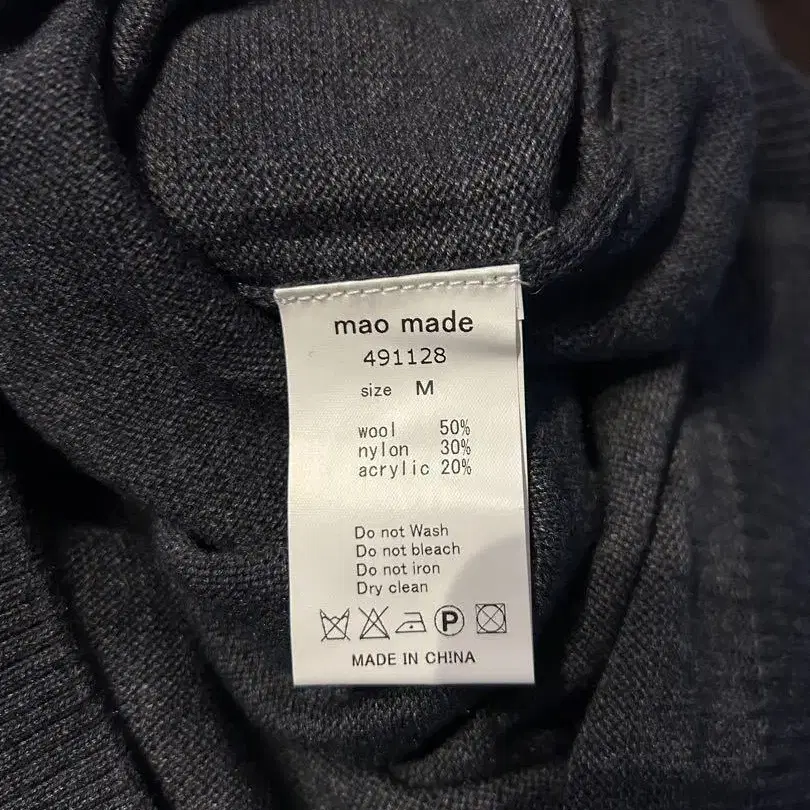 mao made
491128
size M
wool 50%
nylon 30%
acrylic 20%
Do not Wash
Do not bleach
Do not iron
Dry clean
P
MADE IN CHINA